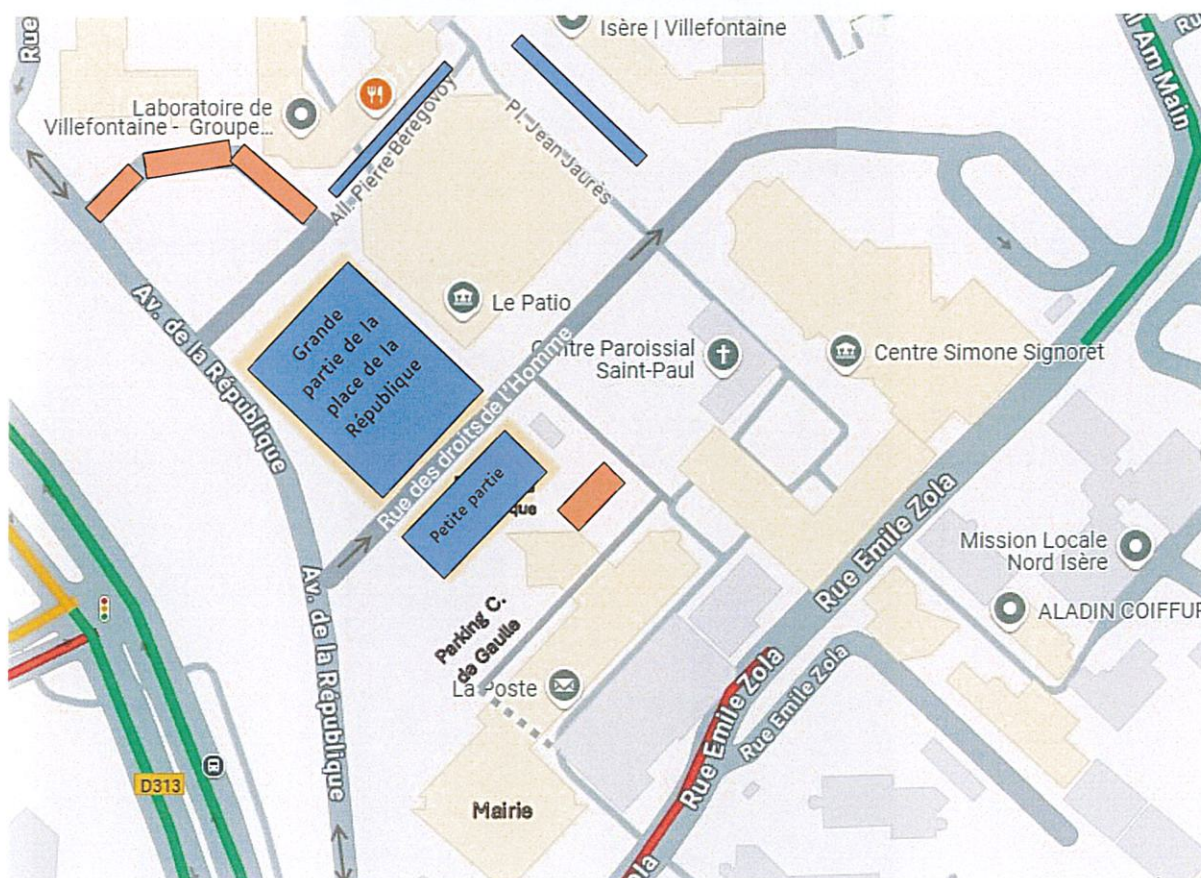 Isère | Villefontaine
Rue
Am Main
Laboratoire de
Villefontaine - Groupe...
All. Pierre Bérégovoy
Pl. Jean Jaurès
Le Patio
Grande
partie de la
place de la
République
Av. de la République
Rue des droits de l'Homme
Centre Paroissial
Saint-Paul
Centre Simone Signoret
Petite partie
Rue Emile Zola
Mission Locale
Nord Isère
ALADIN COIFFUR
Av. de la République
Parking C.
de Gaulle
La Poste
Rue Emile Zola
Rue Emile Zola
D313
Mairie